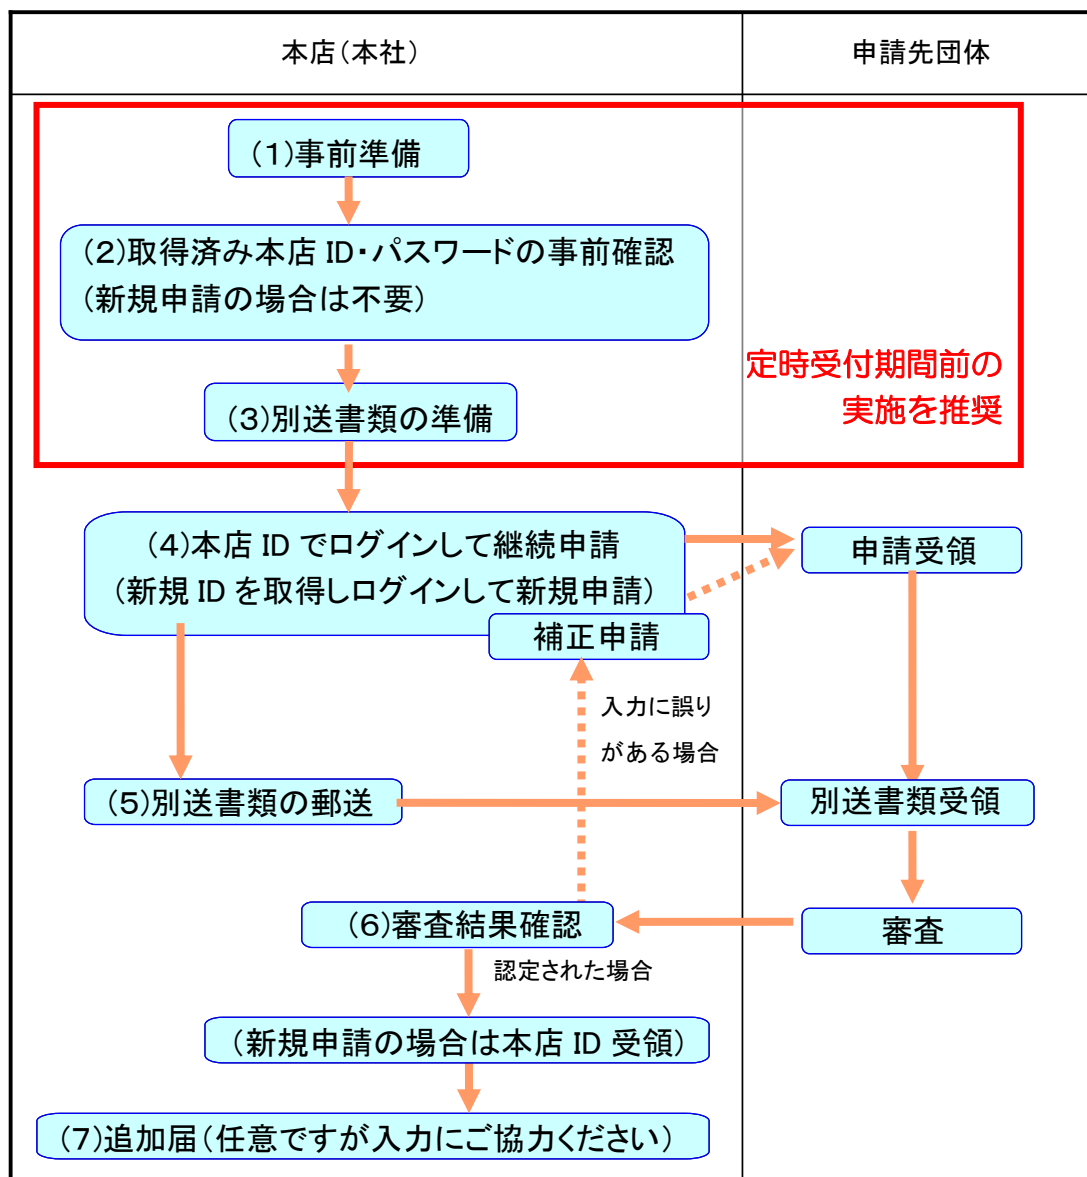 本店(本社)
申請先団体
(1)事前準備
(2)取得済み本店 ID・パスワードの事前確認
(新規申請の場合は不要)
定時受付期間前の
実施を推奨
(3)別送書類の準備
(4)本店 ID でログインして継続申請
(新規 ID を取得しログインして新規申請)
申請受領
補正申請
入力に誤り
がある場合
(5)別送書類の郵送
別送書類受領
(6)審査結果確認
審査
認定された場合
(新規申請の場合は本店 ID 受領)
(7)追加届(任意ですが入力にご協力ください)